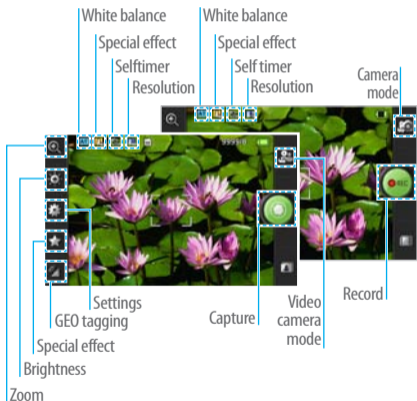 White balance
Special effect
Selftimer
Resolution
White balance
Special effect
Self timer
Resolution
Camera
mode
REC
Settings
GEO tagging
Special effect
Brightness
Zoom
Capture
Video
camera
mode
Record